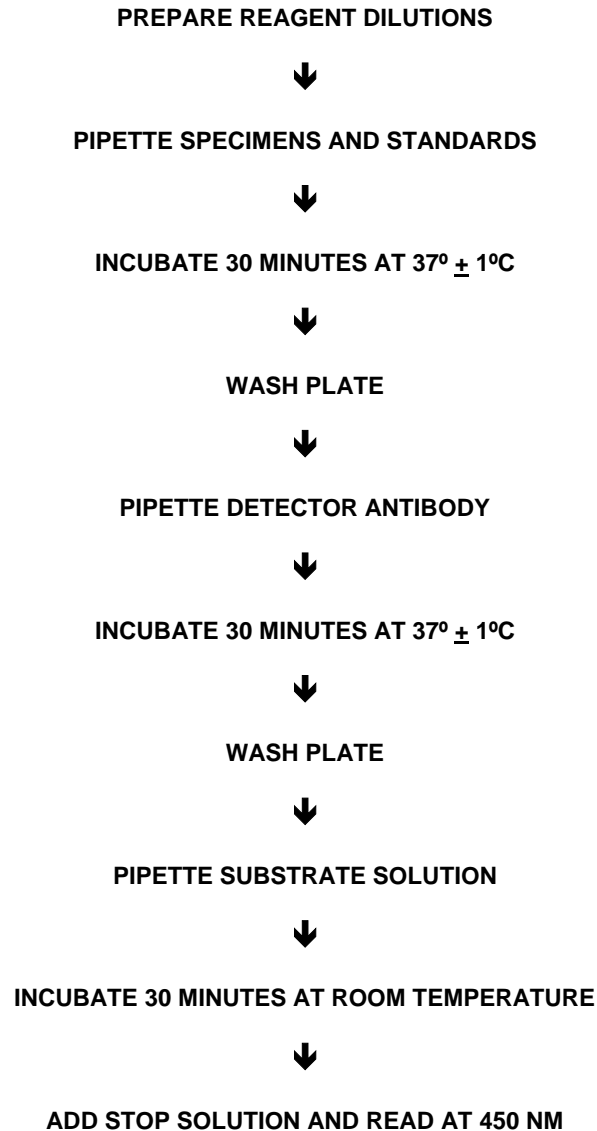 PREPARE REAGENT DILUTIONS
PIPETTE SPECIMENS AND STANDARDS
INCUBATE 30 MINUTES AT 37º ± 1ºC
WASH PLATE
PIPETTE DETECTOR ANTIBODY
INCUBATE 30 MINUTES AT 37º ± 1ºC
WASH PLATE
PIPETTE SUBSTRATE SOLUTION
INCUBATE 30 MINUTES AT ROOM TEMPERATURE
ADD STOP SOLUTION AND READ AT 450 NM